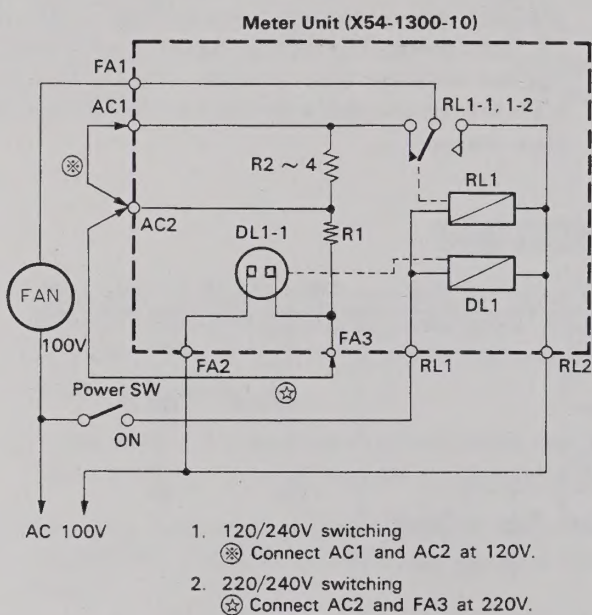 Meter Unit (X54-1300-10)
FA1
AC1
RL1-1, 1-2
※
R2 ~ 4
RL1
AC2
DL1-1
R1
FAN
DL1
100V
FA2
FA3
RL1
RL2
Power SW
☆
ON
AC 100V
1. 120/240V switching
※ Connect AC1 and AC2 at 120V.
2. 220/240V switching
☆ Connect AC2 and FA3 at 220V.